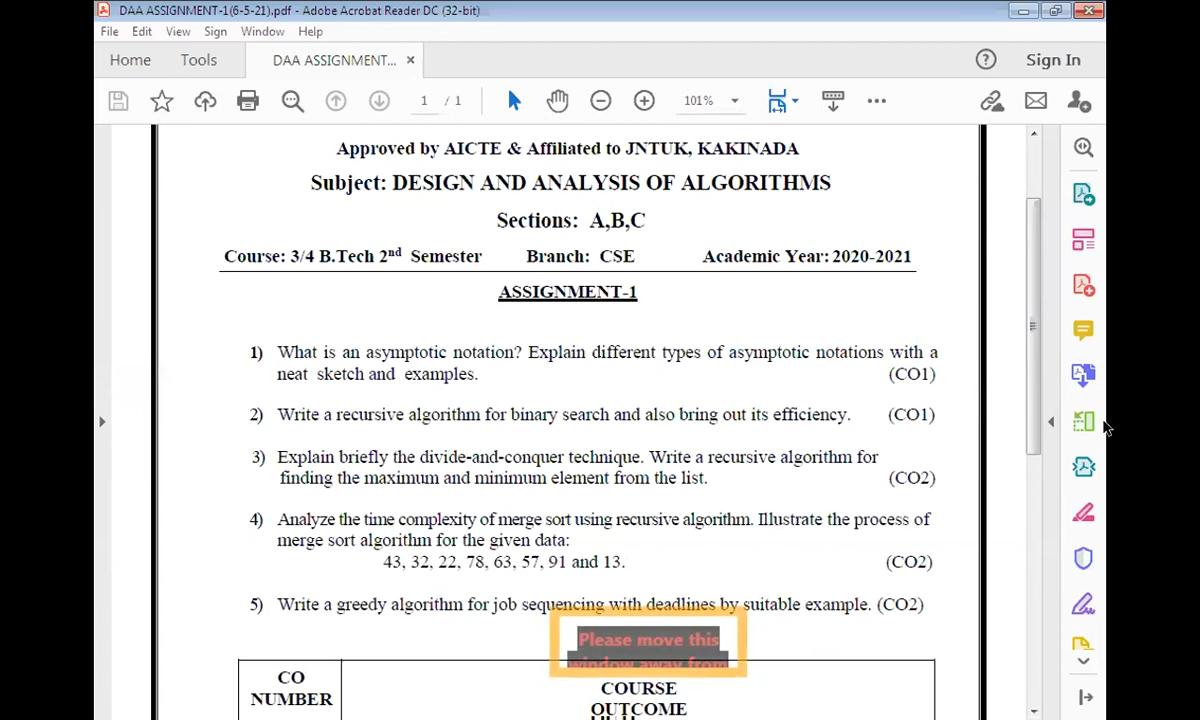 DAA ASSIGNMENT-1(6-5-21).pdf - Adobe Acrobat Reader DC (32-bit)
File Edit View Sign Window Help
Home Tools DAA ASSIGNMENT... × Sign In
1 / 1 101%
Approved by AICTE & Affiliated to JNTUK, KAKINADA
Subject: DESIGN AND ANALYSIS OF ALGORITHMS
Sections: A,B,C
Course: 3/4 B.Tech 2nd Semester Branch: CSE Academic Year: 2020-2021
ASSIGNMENT-1
1) What is an asymptotic notation? Explain different types of asymptotic notations with a
neat sketch and examples. (CO1)
2) Write a recursive algorithm for binary search and also bring out its efficiency. (CO1)
3) Explain briefly the divide-and-conquer technique. Write a recursive algorithm for
finding the maximum and minimum element from the list. (CO2)
4) Analyze the time complexity of merge sort using recursive algorithm. Illustrate the process of
merge sort algorithm for the given data:
43, 32, 22, 78, 63, 57, 91 and 13. (CO2)
5) Write a greedy algorithm for job sequencing with deadlines by suitable example. (CO2)
Please move this
window away from
CO
NUMBER
COURSE
OUTCOME